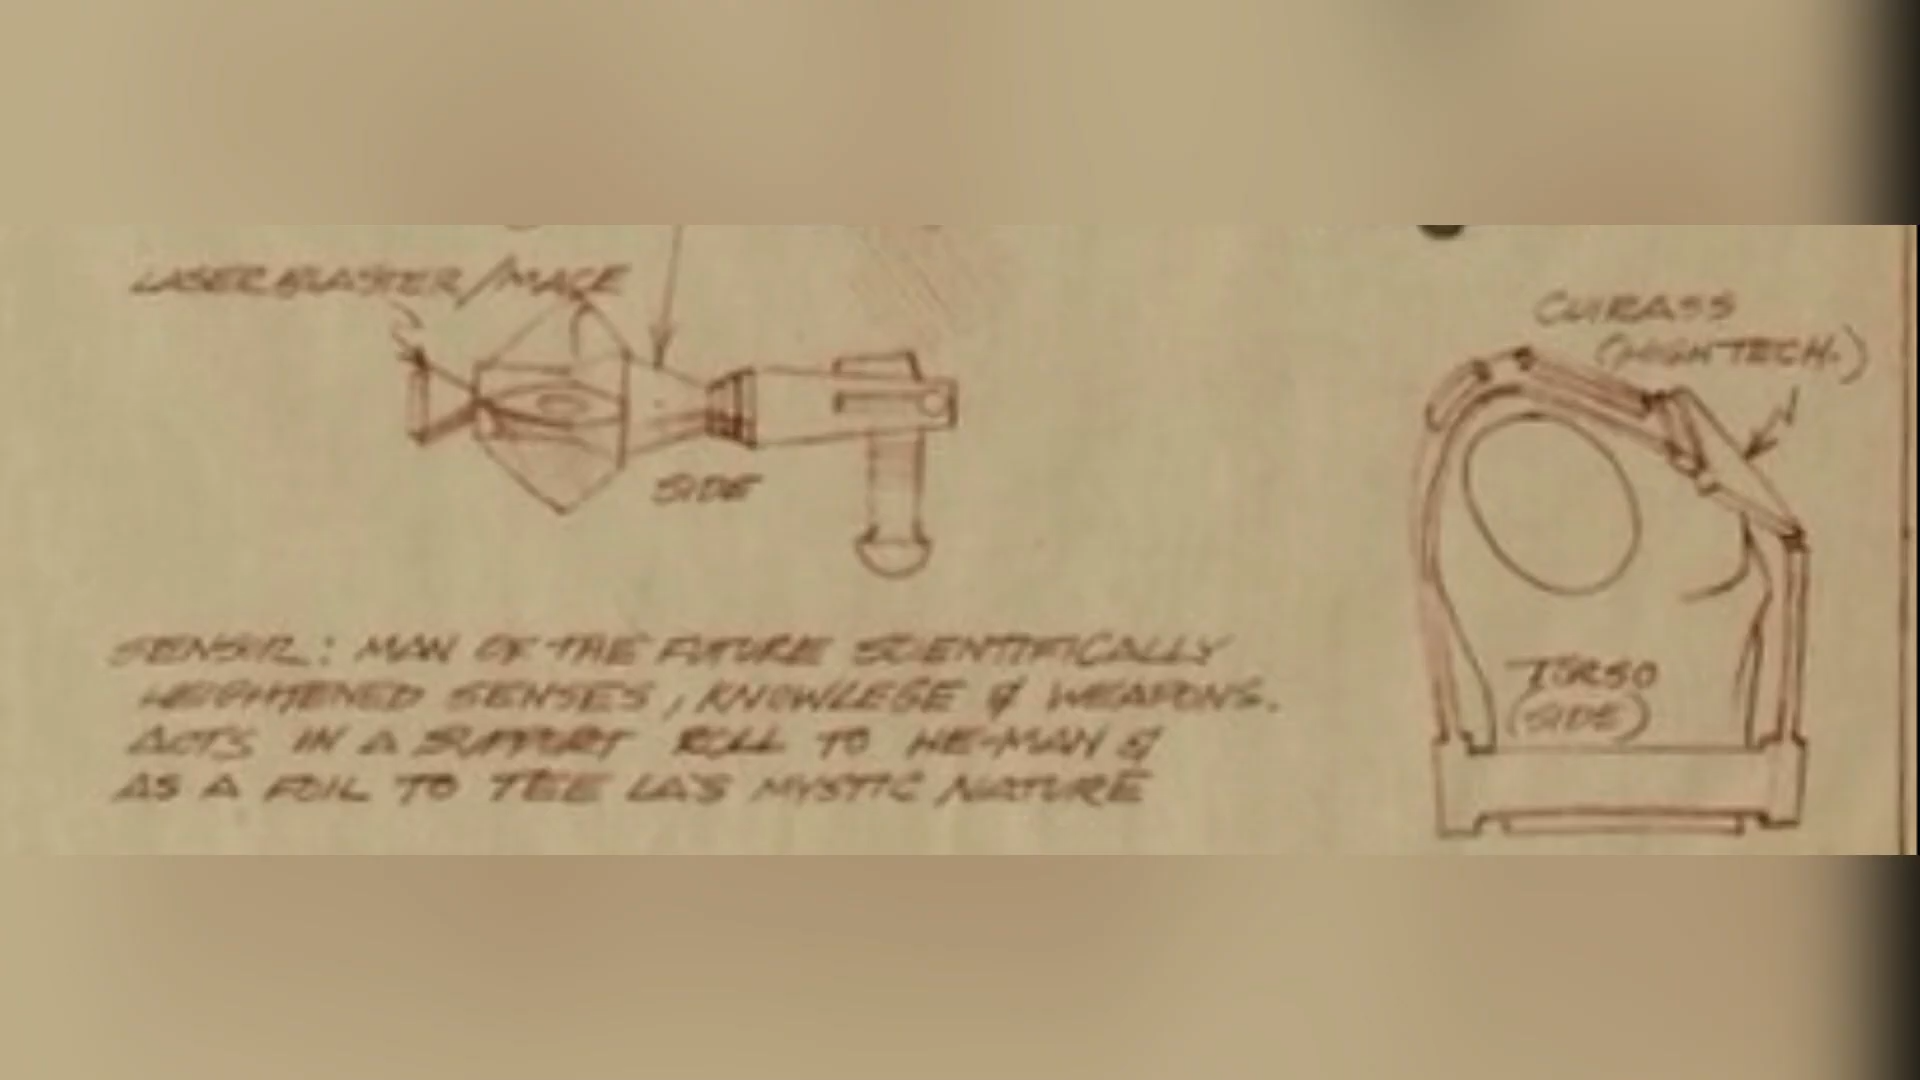 LASER BLASTER/MACE
CUIRASS
(HIGH TECH.)
SIDE
SENSOR: MAN OF THE FUTURE SCIENTIFICALLY
HEIGHTENED SENSES, KNOWLEGE & WEAPONS.
ACTS IN A SUPPORT ROLL TO HE-MAN &
AS A FOIL TO TEE LA'S MYSTIC NATURE
TORSO
(SIDE)